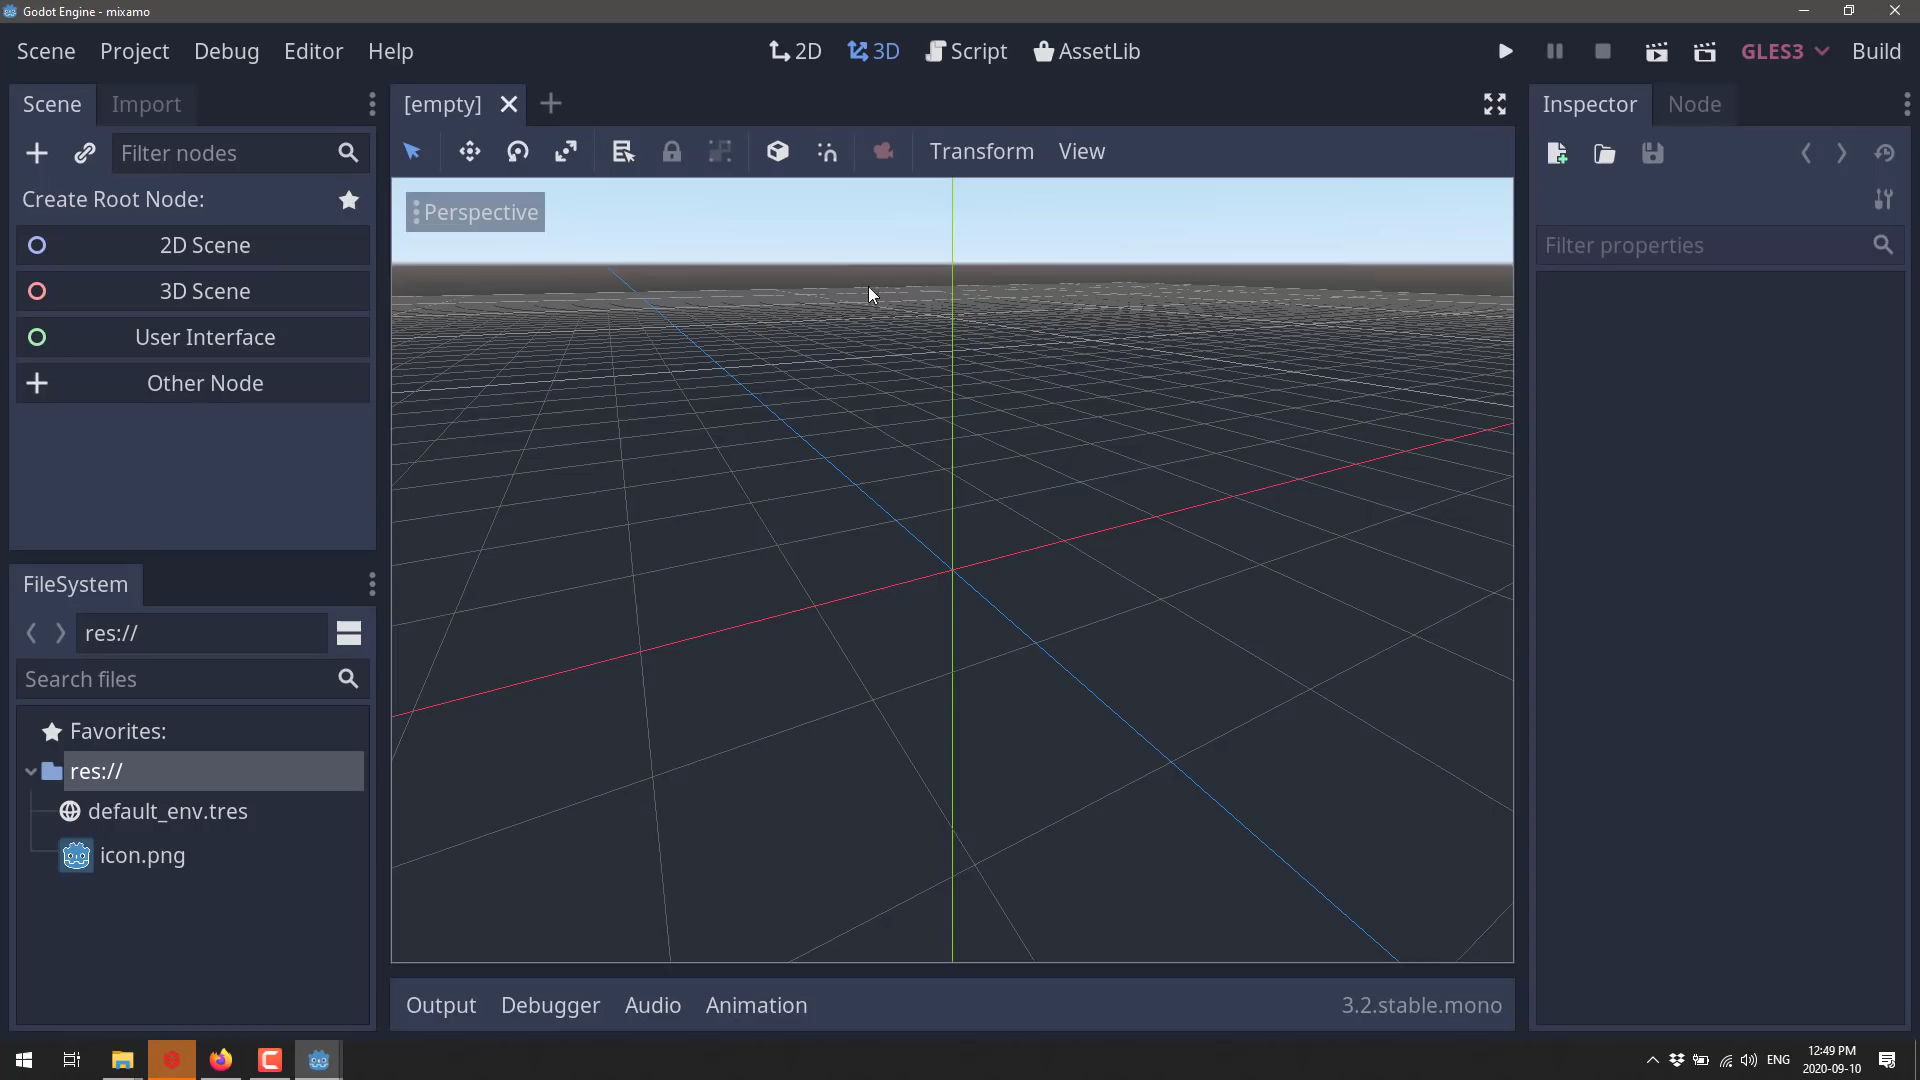 Godot Engine - mixamo
Scene Project Debug Editor Help
2D 3D Script AssetLib
GLES3 Build
Scene Import
[empty]
Inspector Node
Filter nodes
Transform View
Create Root Node:
Perspective
2D Scene
Filter properties
3D Scene
User Interface
Other Node
FileSystem
res://
Search files
Favorites:
res://
default_env.tres
icon.png
Output Debugger Audio Animation
3.2.stable.mono
ENG
12:49 PM
2020-09-10